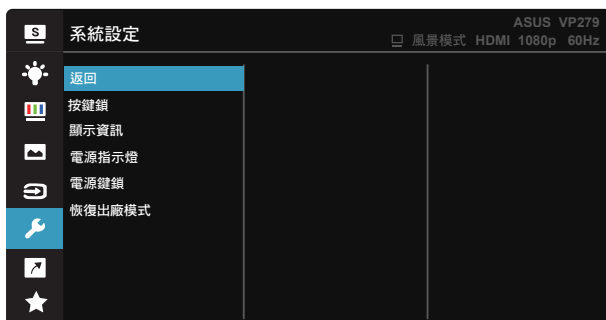 S
系統設定
ASUS VP279
風景模式 HDMI 1080p 60Hz
返回
按鍵鎖
顯示資訊
電源指示燈
電源鍵鎖
恢復出廠模式